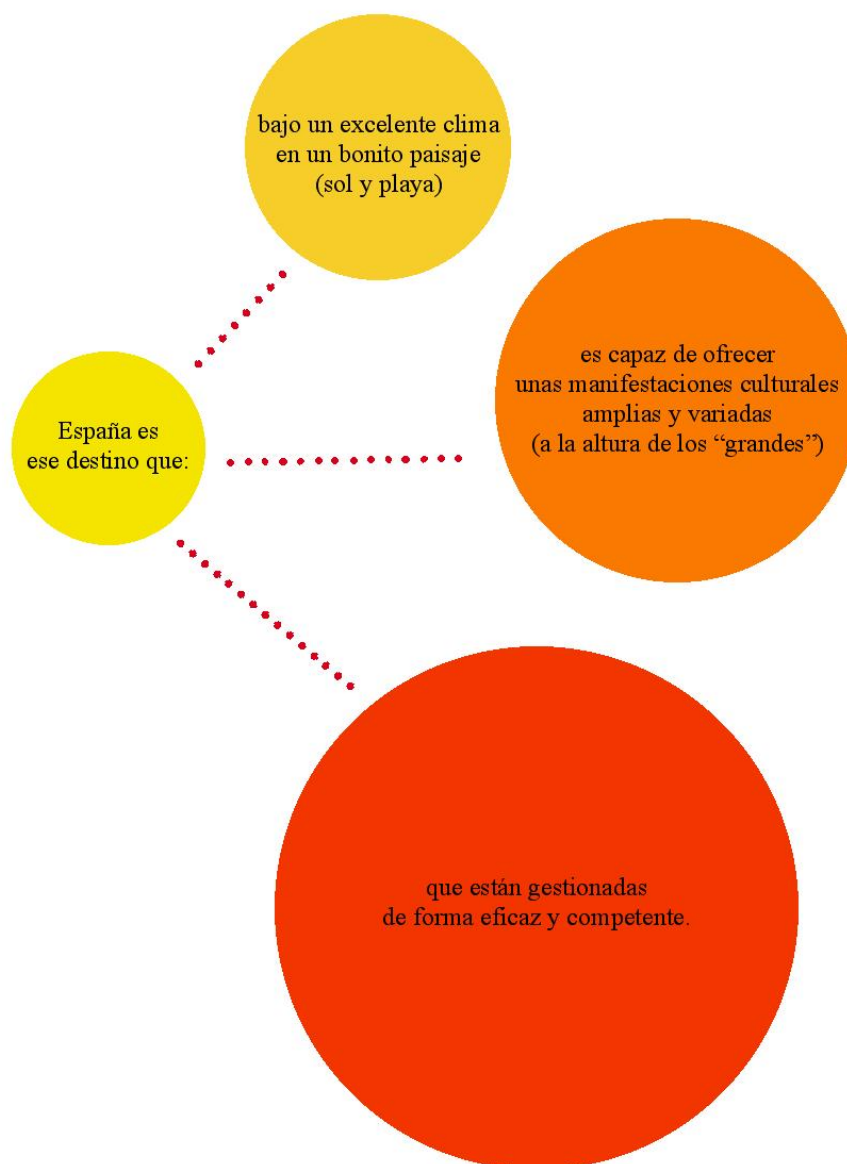 España es
ese destino que:
bajo un excelente clima
en un bonito paisaje
(sol y playa)
es capaz de ofrecer
unas manifestaciones culturales
amplias y variadas
(a la altura de los “grandes”)
que están gestionadas
de forma eficaz y competente.